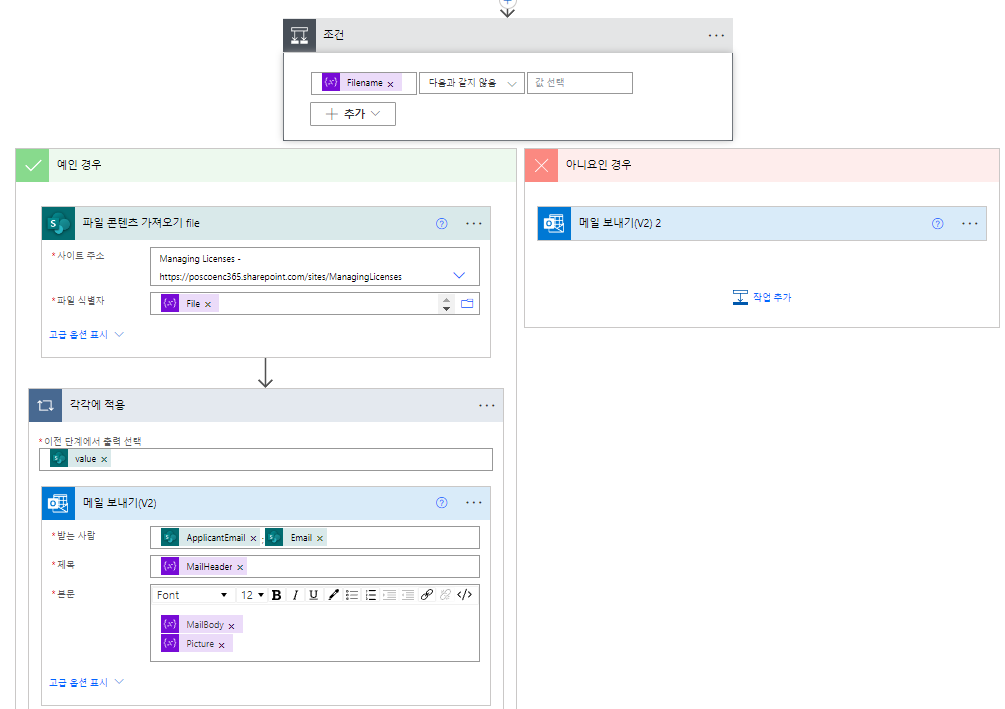 조건
Filename × 다음과 같지 않음 값 선택
추가
예인 경우
파일 콘텐츠 가져오기 file
* 사이트 주소
Managing Licenses -
https://poscoenc365.sharepoint.com/sites/ManagingLicenses
* 파일 식별자
File ×
고급 옵션 표시
각각에 적용
* 이전 단계에서 출력 선택
value ×
메일 보내기(V2)
* 받는 사람
ApplicantEmail × ; Email ×
* 제목
MailHeader ×
* 본문
Font 12 B I U </>
MailBody ×
Picture ×
고급 옵션 표시
아니요인 경우
메일 보내기(V2) 2
작업 추가